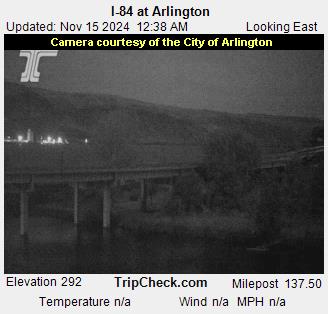 I-84 at Arlington
Updated: Nov 15 2024 12:38 AM Looking East
Camera courtesy of the City of Arlington
Elevation 292 TripCheck.com Milepost 137.50
Temperature n/a Wind n/a MPH n/a